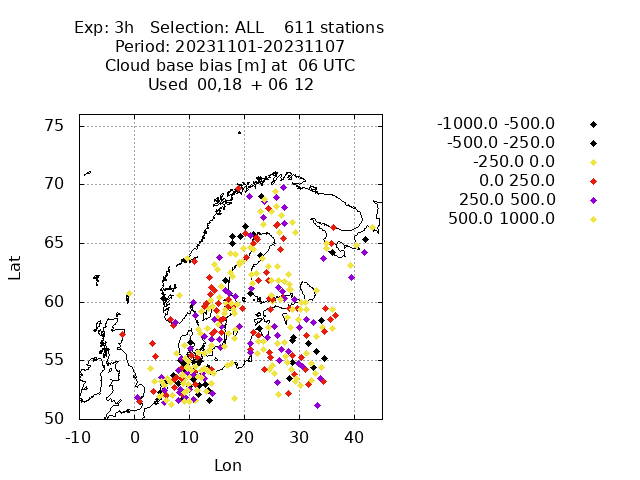 Exp: 3h   Selection: ALL    611 stations
Period: 20231101-20231107
Cloud base bias [m] at  06 UTC
Used  00,18  + 06 12
-1000.0 -500.0
-500.0 -250.0
-250.0 0.0
0.0 250.0
250.0 500.0
500.0 1000.0
75
70
65
60
55
50
Lat
-10 0 10 20 30 40
Lon